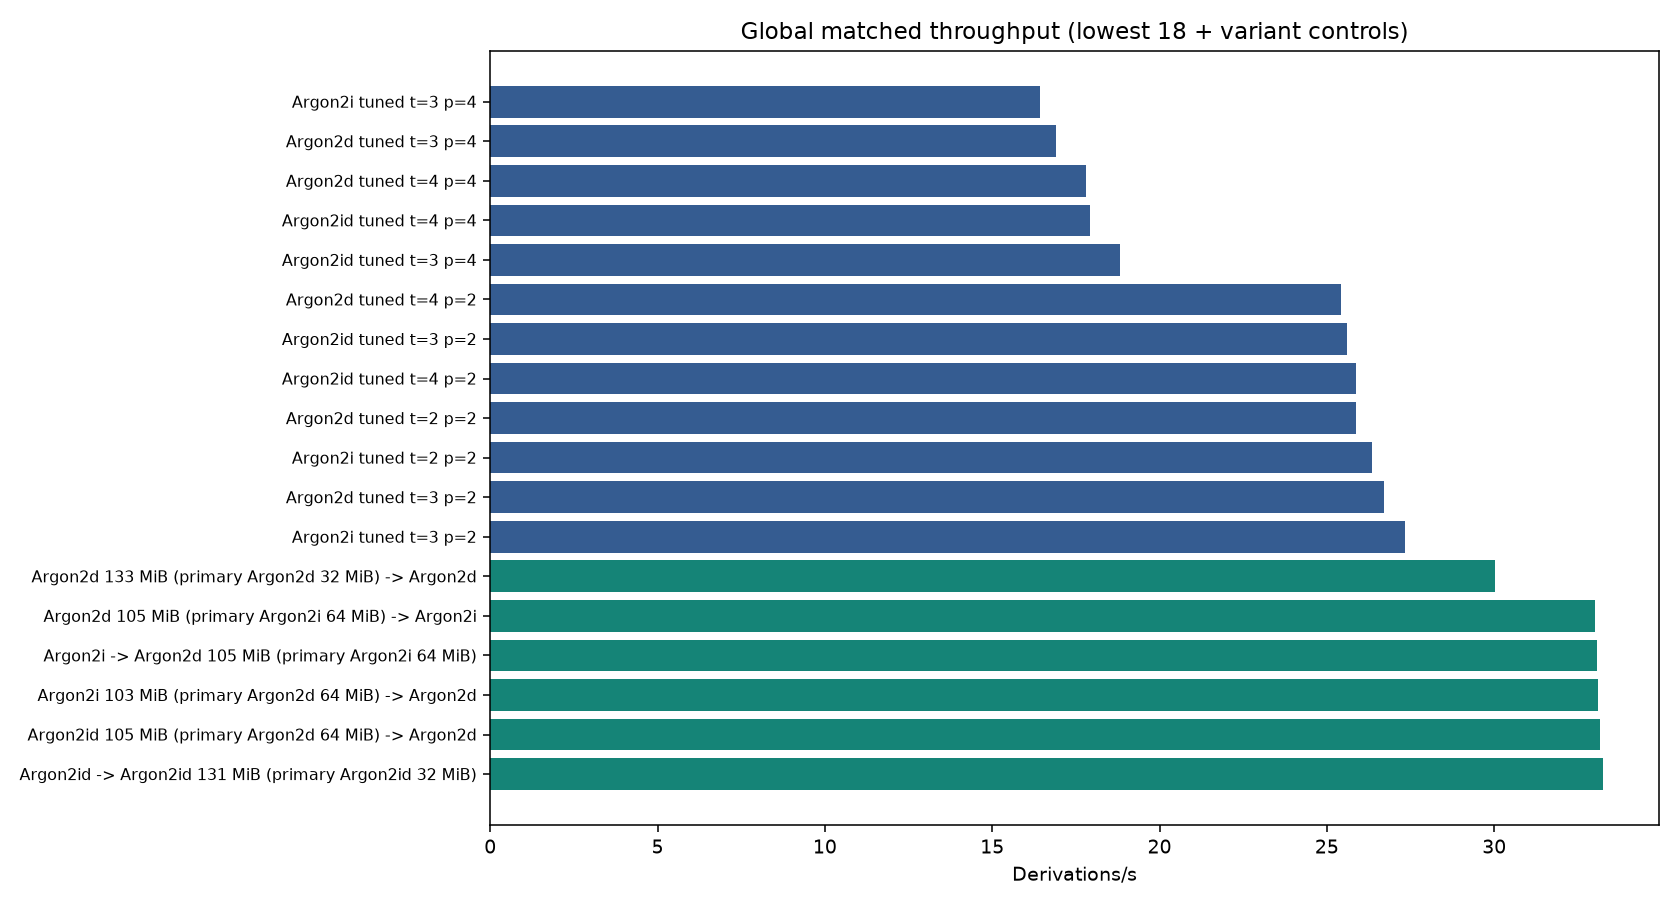 Global matched throughput (lowest 18 + variant controls)
Argon2i tuned t=3 p=4
Argon2d tuned t=3 p=4
Argon2d tuned t=4 p=4
Argon2id tuned t=4 p=4
Argon2id tuned t=3 p=4
Argon2d tuned t=4 p=2
Argon2id tuned t=3 p=2
Argon2id tuned t=4 p=2
Argon2d tuned t=2 p=2
Argon2i tuned t=2 p=2
Argon2d tuned t=3 p=2
Argon2i tuned t=3 p=2
Argon2d 133 MiB (primary Argon2d 32 MiB) -> Argon2d
Argon2d 105 MiB (primary Argon2i 64 MiB) -> Argon2i
Argon2i -> Argon2d 105 MiB (primary Argon2i 64 MiB)
Argon2i 103 MiB (primary Argon2d 64 MiB) -> Argon2d
Argon2id 105 MiB (primary Argon2d 64 MiB) -> Argon2d
Argon2id -> Argon2id 131 MiB (primary Argon2id 32 MiB)
0 5 10 15 20 25 30
Derivations/s